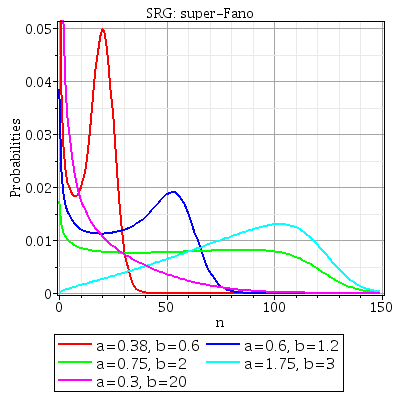 SRG: super-Fano
0.05
0.04
0.03
0.02
0.01
0
Probabilities
0 50 100 150
n
a=0.38, b=0.6 a=0.6, b=1.2
a=0.75, b=2 a=1.75, b=3
a=0.3, b=20